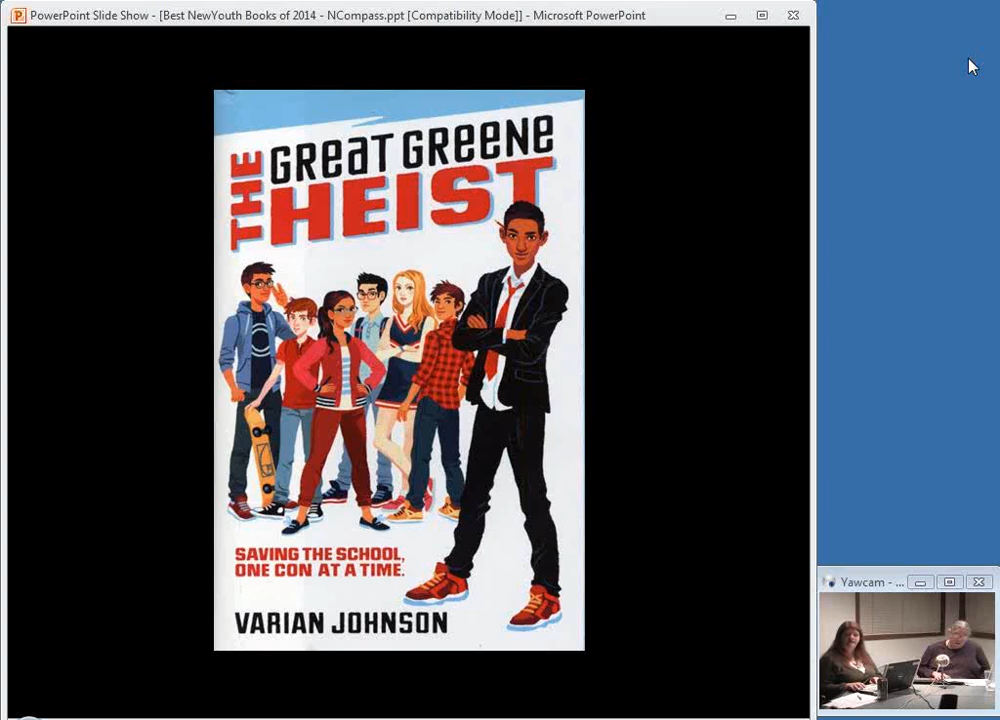 PowerPoint Slide Show - [Best NewYouth Books of 2014 - NCompass.ppt [Compatibility Mode]] - Microsoft PowerPoint
THE GREAT GREENE
HEIST
SAVING THE SCHOOL,
ONE CON AT A TIME.
VARIAN JOHNSON
Yawcam - ...